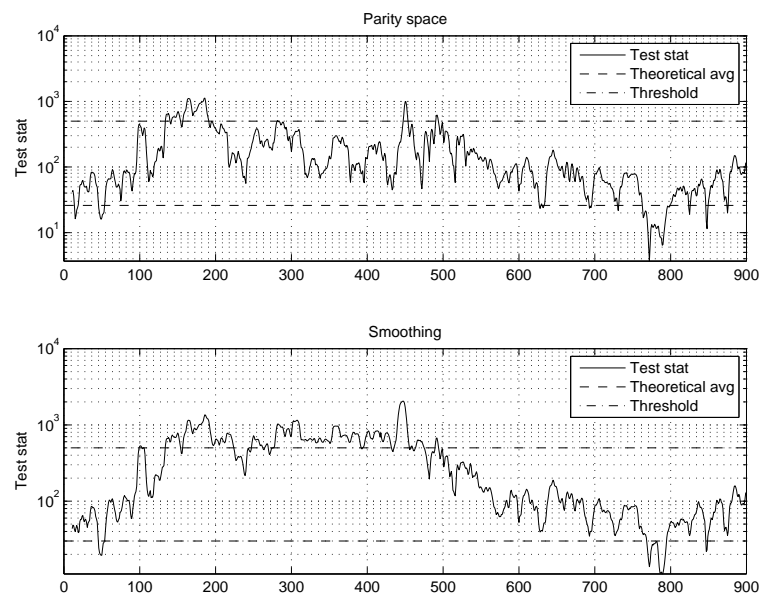 Parity space
10^4
10^3
10^2
10^1
Test stat
Test stat
Theoretical avg
Threshold
0 100 200 300 400 500 600 700 800 900
Smoothing
10^4
10^3
10^2
Test stat
Test stat
Theoretical avg
Threshold
0 100 200 300 400 500 600 700 800 900